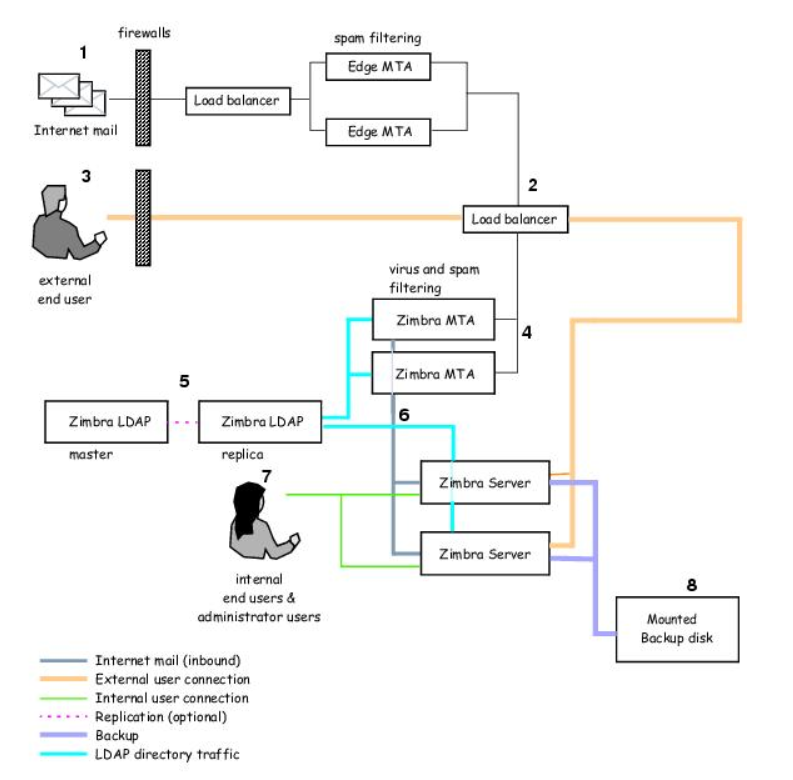 firewalls
1
spam filtering
Edge MTA
Load balancer
Internet mail
Edge MTA
3
2
Load balancer
external
end user
virus and spam
filtering
Zimbra MTA
4
Zimbra MTA
5
Zimbra LDAP
Zimbra LDAP
6
master
replica
7
Zimbra Server
Zimbra Server
internal
end users &
administrator users
8
Mounted
Backup disk
Internet mail (inbound)
External user connection
Internal user connection
Replication (optional)
Backup
LDAP directory traffic